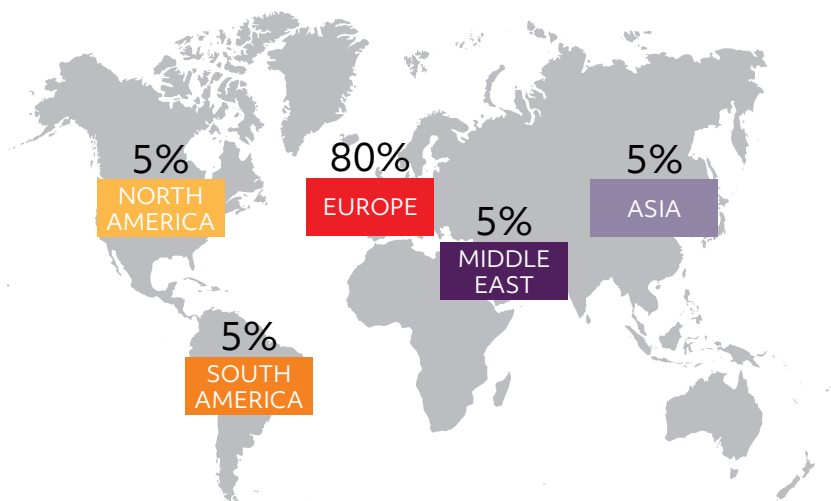 5%
NORTH
AMERICA
80%
EUROPE
5%
MIDDLE
EAST
5%
ASIA
5%
SOUTH
AMERICA